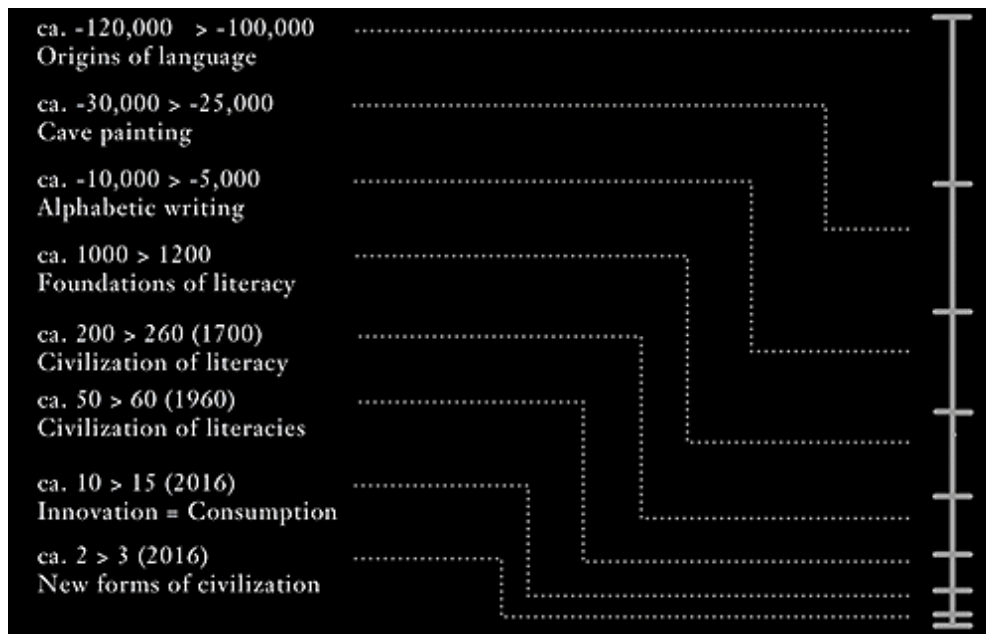 ca. -120,000 > -100,000
Origins of language
ca. -30,000 > -25,000
Cave painting
ca. -10,000 > -5,000
Alphabetic writing
ca. 1000 > 1200
Foundations of literacy
ca. 200 > 260 (1700)
Civilization of literacy
ca. 50 > 60 (1960)
Civilization of literacies
ca. 10 > 15 (2016)
Innovation = Consumption
ca. 2 > 3 (2016)
New forms of civilization